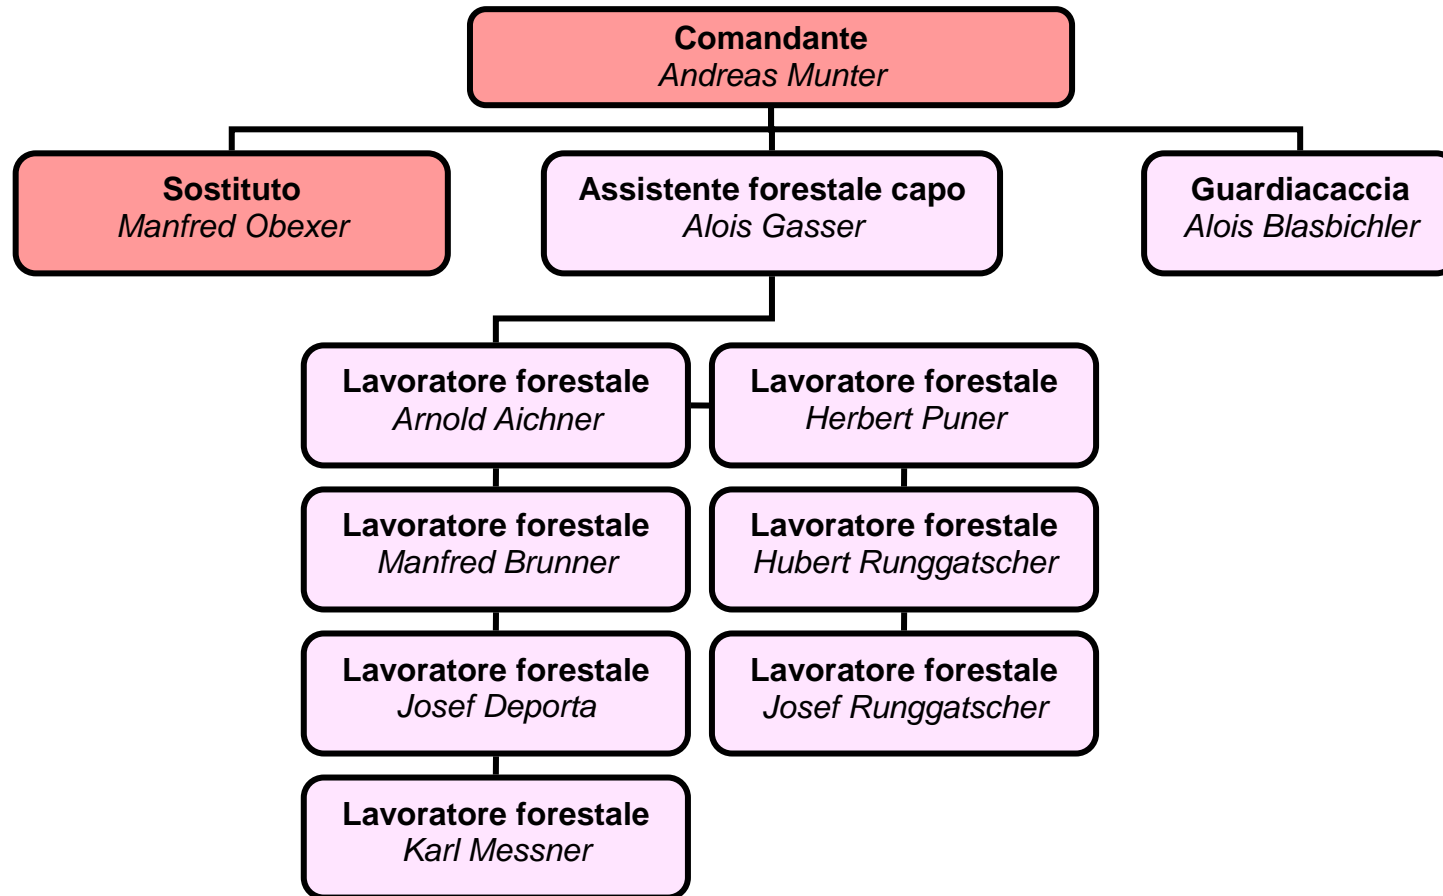 Comandante
Andreas Munter
Sostituto
Manfred Obexer
Assistente forestale capo
Alois Gasser
Guardiacaccia
Alois Blasbichler
Lavoratore forestale
Arnold Aichner
Lavoratore forestale
Herbert Puner
Lavoratore forestale
Manfred Brunner
Lavoratore forestale
Hubert Runggatscher
Lavoratore forestale
Josef Deporta
Lavoratore forestale
Josef Runggatscher
Lavoratore forestale
Karl Messner